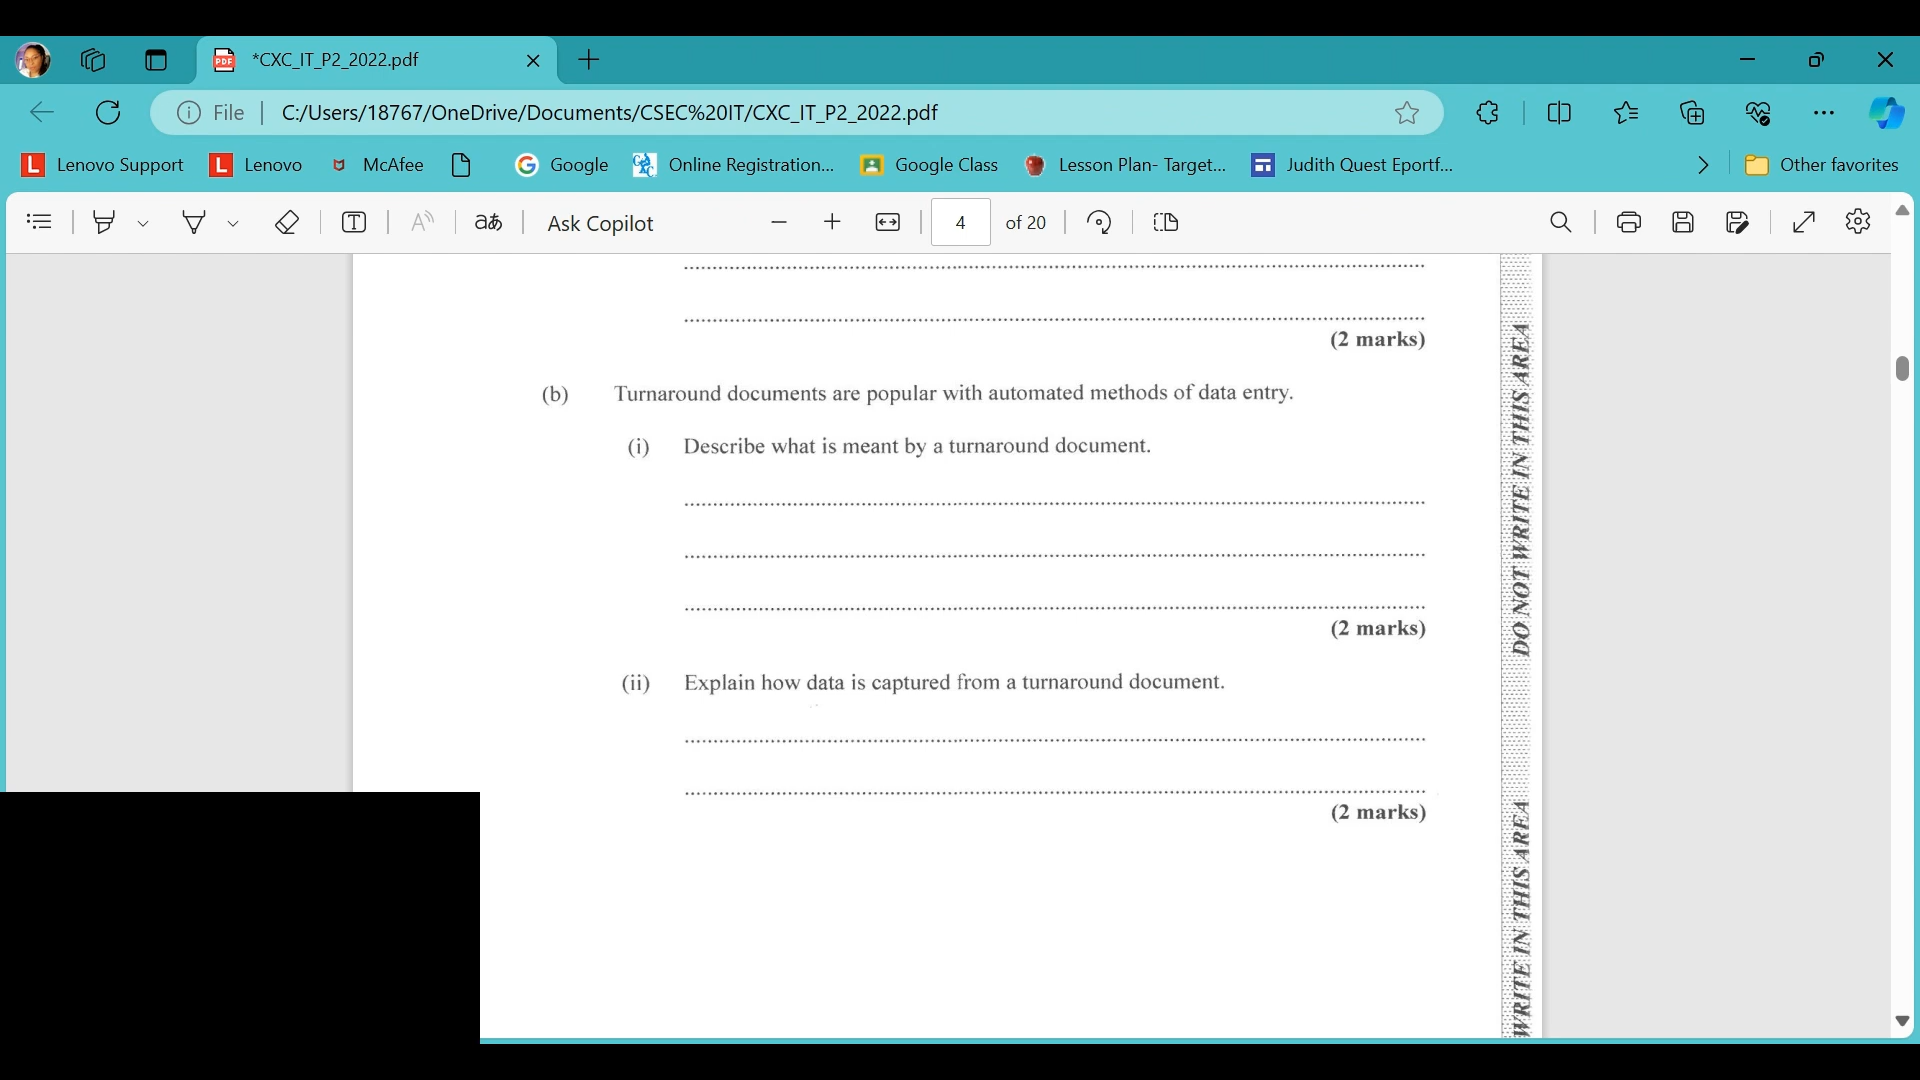 *CXC_IT_P2_2022.pdf
File C:/Users/18767/OneDrive/Documents/CSEC%20IT/CXC_IT_P2_2022.pdf
Lenovo Support Lenovo McAfee Google Online Registration... Google Class Lesson Plan- Target... Judith Quest Eportf... Other favorites
Ask Copilot 4 of 20
(2 marks)
(b) Turnaround documents are popular with automated methods of data entry.
(i) Describe what is meant by a turnaround document.
(2 marks)
(ii) Explain how data is captured from a turnaround document.
(2 marks)
DO NOT WRITE IN THIS AREA
WRITE IN THIS AREA